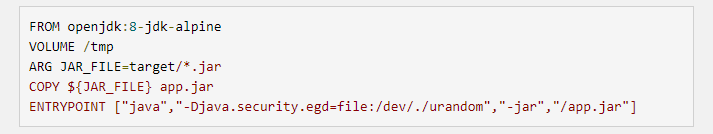 FROM openjdk:8-jdk-alpine
VOLUME /tmp
ARG JAR_FILE=target/*.jar
COPY ${JAR_FILE} app.jar
ENTRYPOINT ["java","-Djava.security.egd=file:/dev/./urandom","-jar","/app.jar"]